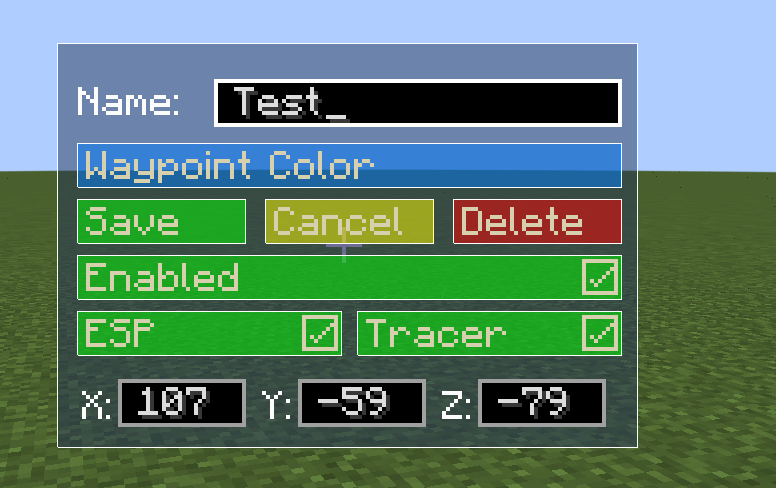 Name: Test_
Waypoint Color
Save Cancel Delete
Enabled
ESP Tracer
X: 107 Y: -59 Z: -79